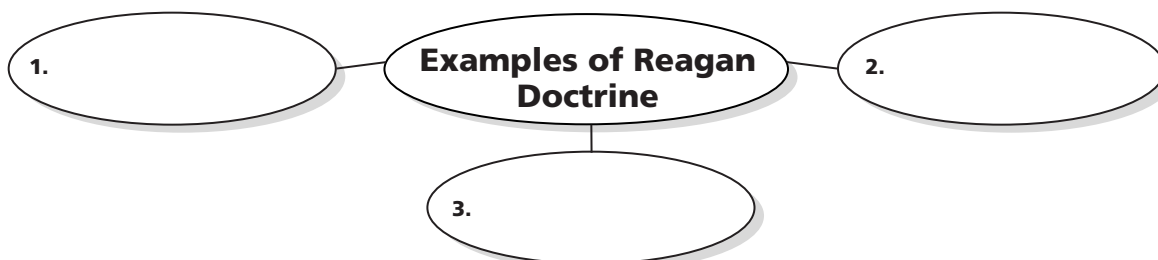 1.
Examples of Reagan
Doctrine
2.
3.